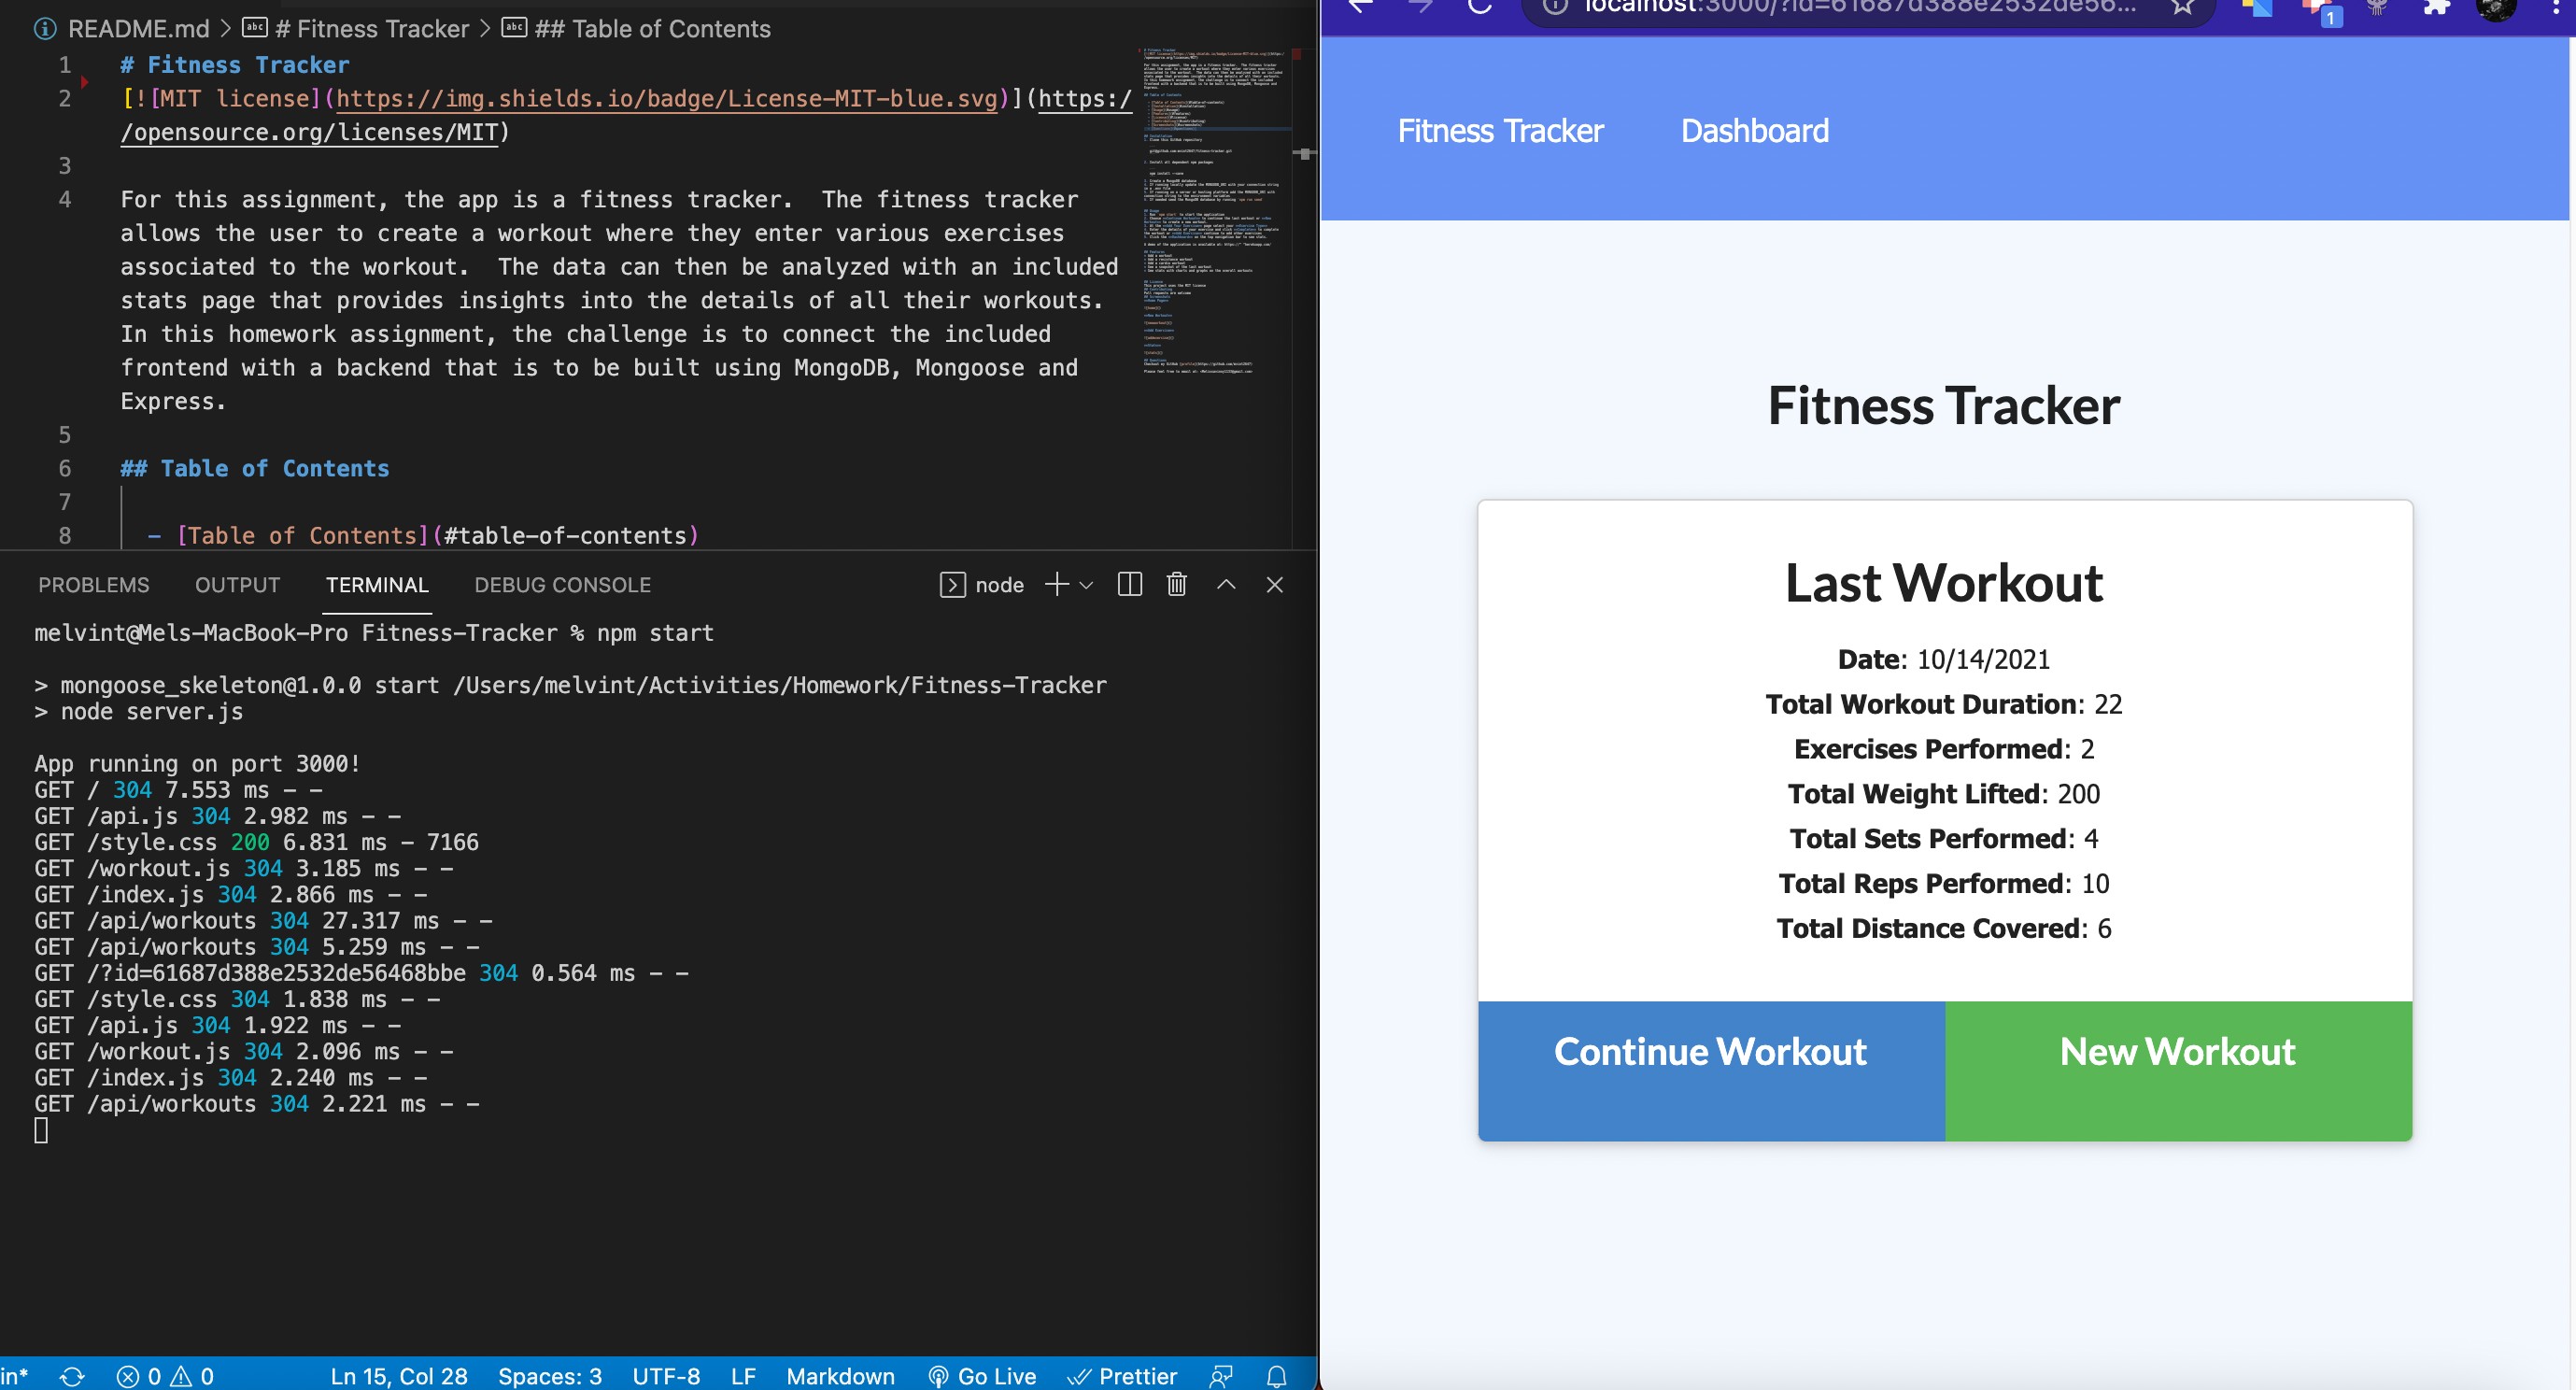 README.md > # Fitness Tracker > ## Table of Contents
1 # Fitness Tracker
2 [![MIT license](https://img.shields.io/badge/License-MIT-blue.svg)](https:/
/opensource.org/licenses/MIT)
3
4 For this assignment, the app is a fitness tracker.  The fitness tracker
allows the user to create a workout where they enter various exercises
associated to the workout.  The data can then be analyzed with an included
stats page that provides insights into the details of all their workouts.
In this homework assignment, the challenge is to connect the included
frontend with a backend that is to be built using MongoDB, Mongoose and
Express.
5
6 ## Table of Contents
7
8 - [Table of Contents](#table-of-contents)
PROBLEMS OUTPUT TERMINAL DEBUG CONSOLE node
melvint@Mels-MacBook-Pro Fitness-Tracker % npm start
> mongoose_skeleton@1.0.0 start /Users/melvint/Activities/Homework/Fitness-Tracker
> node server.js
App running on port 3000!
GET / 304 7.553 ms - -
GET /api.js 304 2.982 ms - -
GET /style.css 200 6.831 ms - 7166
GET /workout.js 304 3.185 ms - -
GET /index.js 304 2.866 ms - -
GET /api/workouts 304 27.317 ms - -
GET /api/workouts 304 5.259 ms - -
GET /?id=61687d388e2532de56468bbe 304 0.564 ms - -
GET /style.css 304 1.838 ms - -
GET /api.js 304 1.922 ms - -
GET /workout.js 304 2.096 ms - -
GET /index.js 304 2.240 ms - -
GET /api/workouts 304 2.221 ms - -
in* 0 0 Ln 15, Col 28 Spaces: 3 UTF-8 LF Markdown Go Live Prettier
localhost:3000/?id=61687d388e2532de56... 1
Fitness Tracker Dashboard
Fitness Tracker
Last Workout
Date: 10/14/2021
Total Workout Duration: 22
Exercises Performed: 2
Total Weight Lifted: 200
Total Sets Performed: 4
Total Reps Performed: 10
Total Distance Covered: 6
Continue Workout New Workout